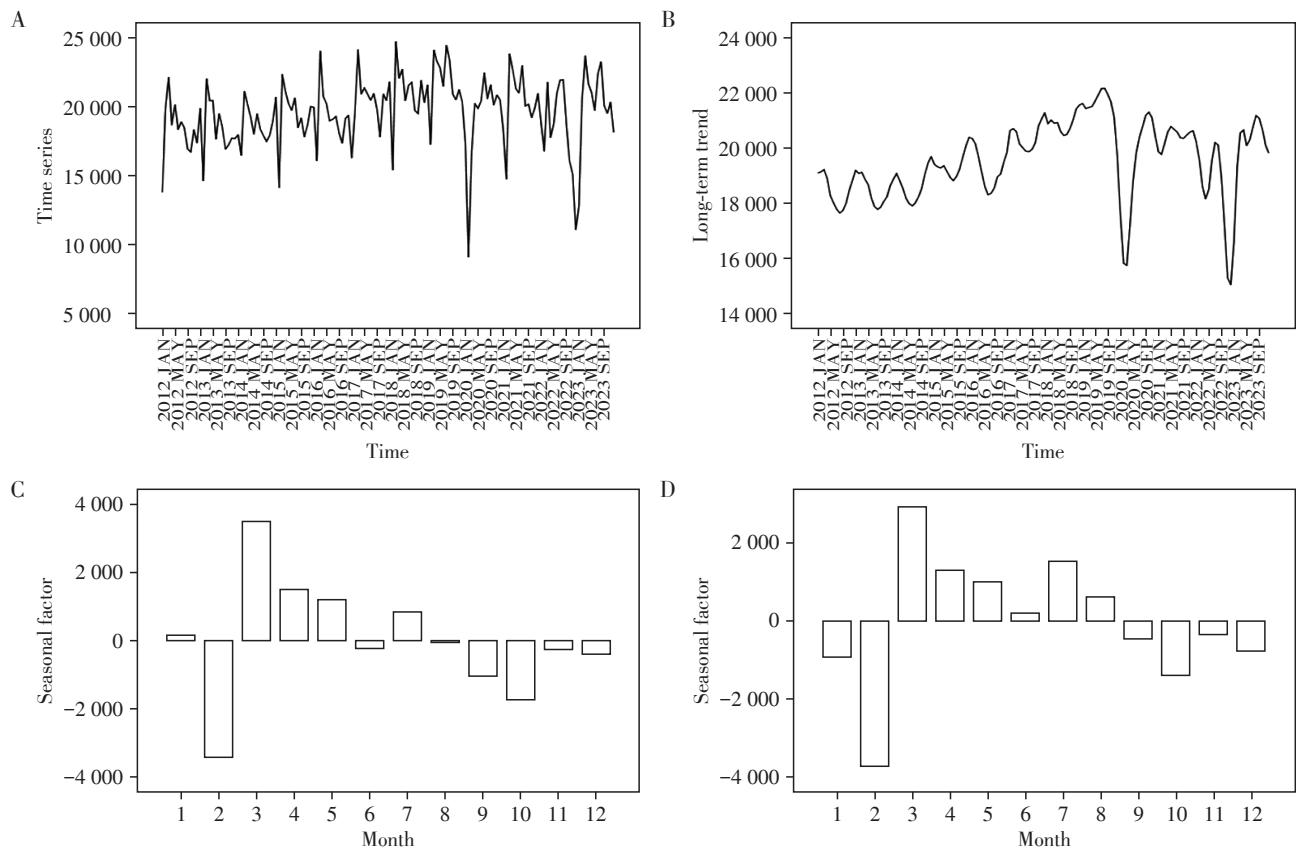 A
25 000
20 000
15 000
10 000
5 000
Time series
2012 JAN
2012 MAY
2012 SEP
2013 JAN
2013 MAY
2013 SEP
2014 JAN
2014 MAY
2014 SEP
2015 JAN
2015 MAY
2015 SEP
2016 JAN
2016 MAY
2016 SEP
2017 JAN
2017 MAY
2017 SEP
2018 JAN
2018 MAY
2018 SEP
2019 JAN
2019 MAY
2019 SEP
2020 JAN
2020 MAY
2020 SEP
2021 JAN
2021 MAY
2021 SEP
2022 JAN
2022 MAY
2022 SEP
2023 JAN
2023 MAY
2023 SEP
Time
B
24 000
22 000
20 000
18 000
16 000
14 000
Long-term trend
2012 JAN
2012 MAY
2012 SEP
2013 JAN
2013 MAY
2013 SEP
2014 JAN
2014 MAY
2014 SEP
2015 JAN
2015 MAY
2015 SEP
2016 JAN
2016 MAY
2016 SEP
2017 JAN
2017 MAY
2017 SEP
2018 JAN
2018 MAY
2018 SEP
2019 JAN
2019 MAY
2019 SEP
2020 JAN
2020 MAY
2020 SEP
2021 JAN
2021 MAY
2021 SEP
2022 JAN
2022 MAY
2022 SEP
2023 JAN
2023 MAY
2023 SEP
Time
C
4 000
2 000
0
−2 000
−4 000
Seasonal factor
1 2 3 4 5 6 7 8 9 10 11 12
Month
D
2 000
0
−2 000
−4 000
Seasonal factor
1 2 3 4 5 6 7 8 9 10 11 12
Month